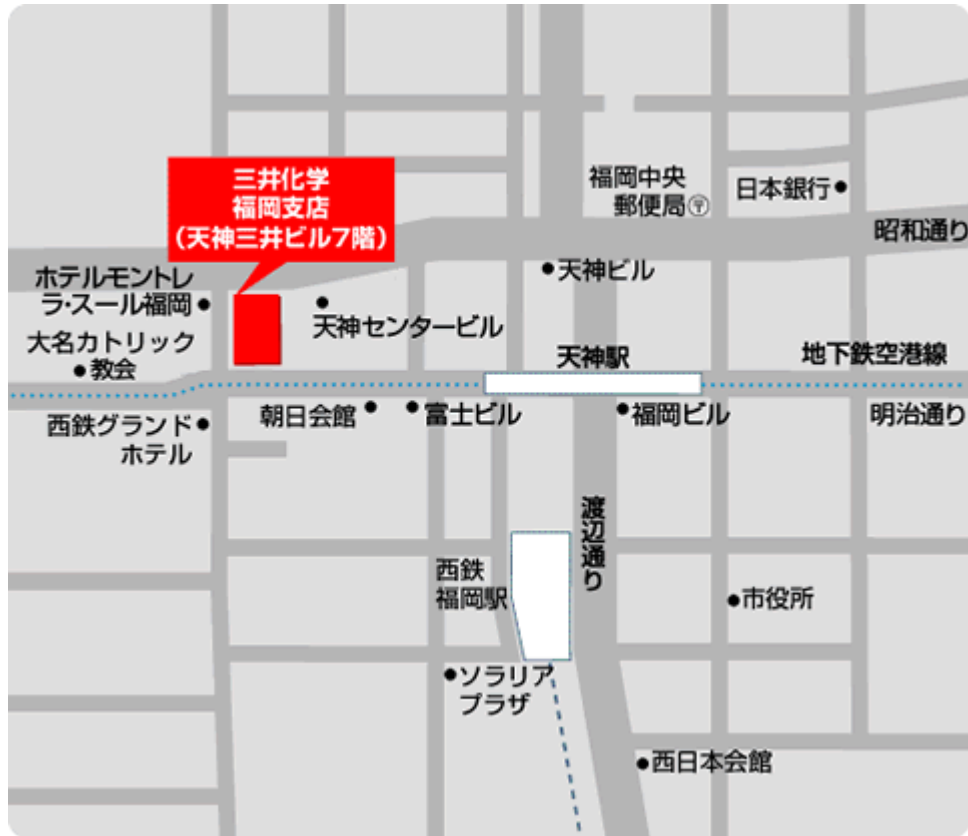 三井化学
福岡支店
(天神三井ビル7階)
福岡中央
郵便局〒
日本銀行
昭和通り
天神ビル
ホテルモントレ
ラ・スール福岡
天神センタービル
大名カトリック
教会
天神駅
地下鉄空港線
朝日会館
富士ビル
福岡ビル
明治通り
西鉄グランド
ホテル
渡辺通り
西鉄
福岡駅
市役所
ソラリア
プラザ
西日本会館